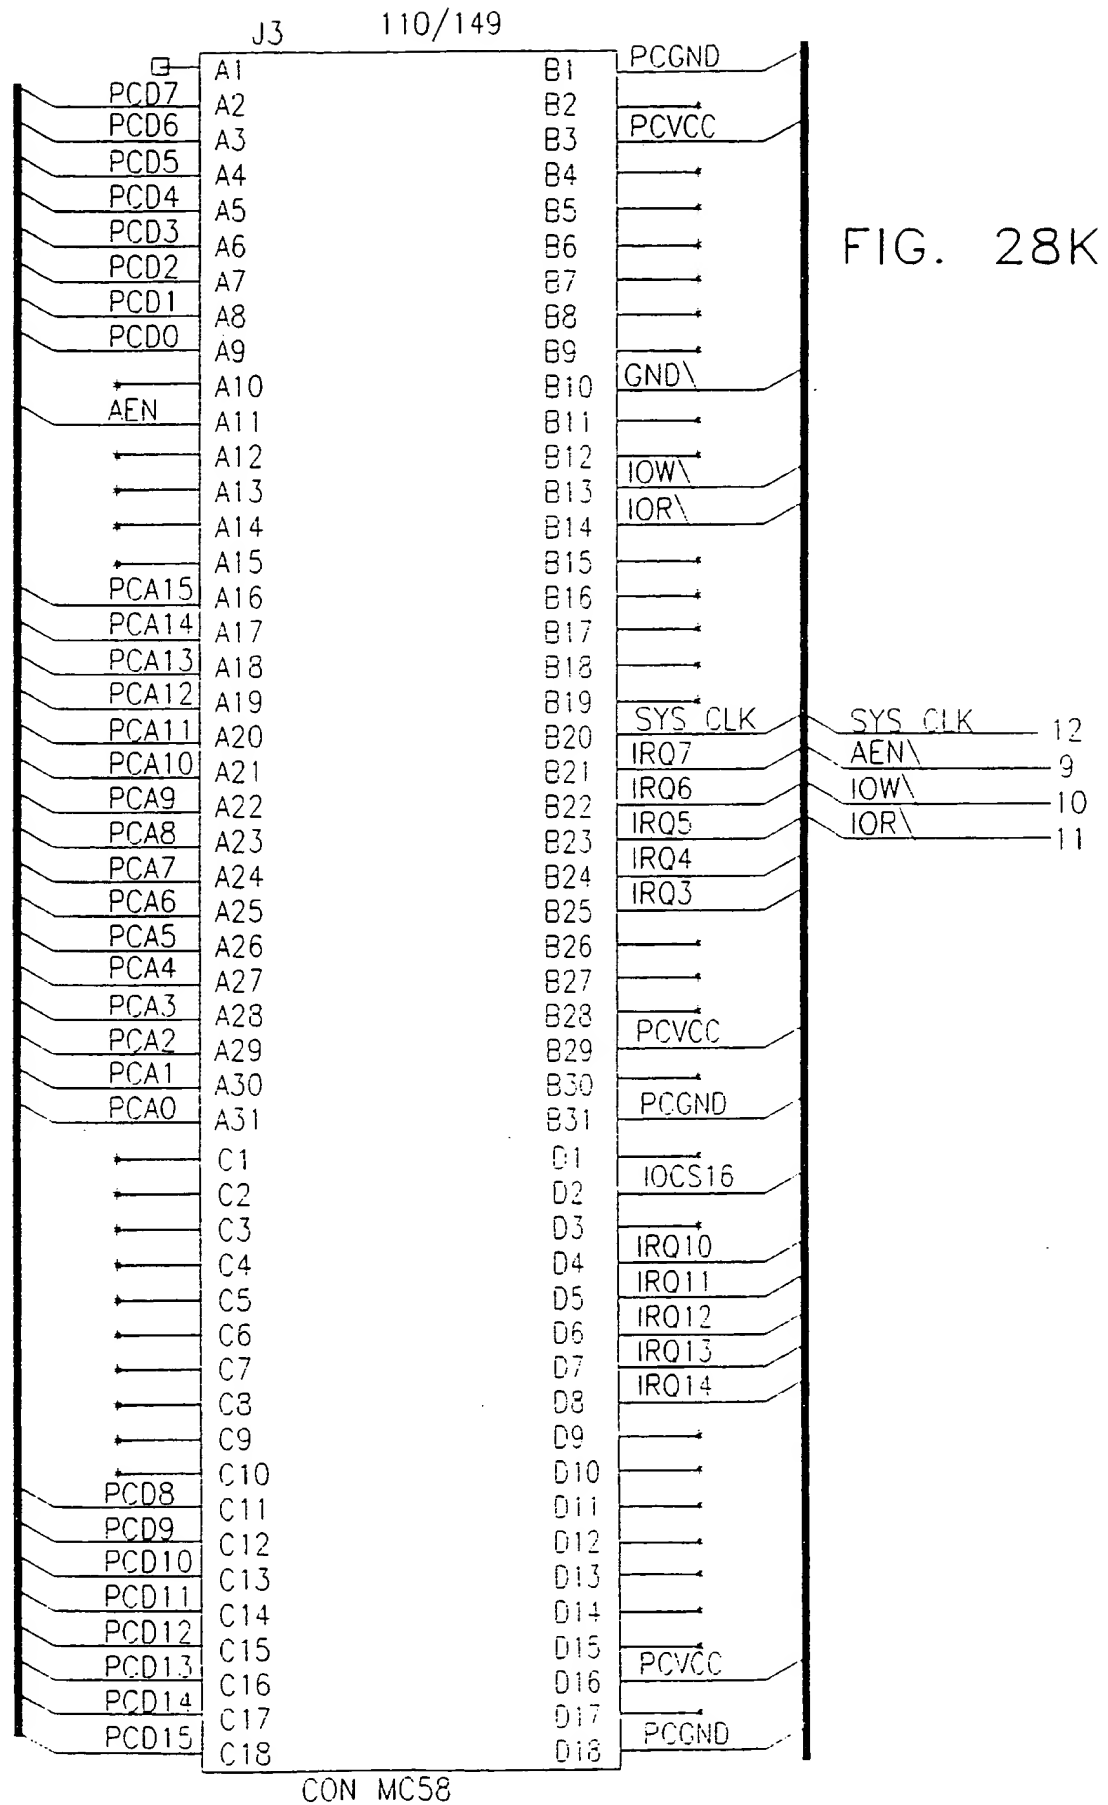 J3 110/149
A1 B1 PCGND
PCD7 A2 B2
PCD6 A3 B3 PCVCC
PCD5 A4 B4
PCD4 A5 B5
PCD3 A6 B6
FIG. 28K
PCD2 A7 B7
PCD1 A8 B8
PCD0 A9 B9
A10 B10 GND\
AEN A11 B11
A12 B12
A13 B13 IOW\
A14 B14 IOR\
A15 B15
PCA15 A16 B16
PCA14 A17 B17
PCA13 A18 B18
PCA12 A19 B19
PCA11 A20 B20 SYS CLK SYS CLK 12
PCA10 A21 B21 IRQ7 AEN\ 9
PCA9 A22 B22 IRQ6 IOW\ 10
PCA8 A23 B23 IRQ5 IOR\ 11
PCA7 A24 B24 IRQ4
PCA6 A25 B25 IRQ3
PCA5 A26 B26
PCA4 A27 B27
PCA3 A28 B28
PCA2 A29 B29 PCVCC
PCA1 A30 B30
PCA0 A31 B31 PCGND
C1 D1
C2 D2 IOCS16
C3 D3
C4 D4 IRQ10
C5 D5 IRQ11
C6 D6 IRQ12
C7 D7 IRQ13
C8 D8 IRQ14
C9 D9
C10 D10
PCD8 C11 D11
PCD9 C12 D12
PCD10 C13 D13
PCD11 C14 D14
PCD12 C15 D15
PCD13 C16 D16 PCVCC
PCD14 C17 D17
PCD15 C18 D18 PCGND
CON MC58